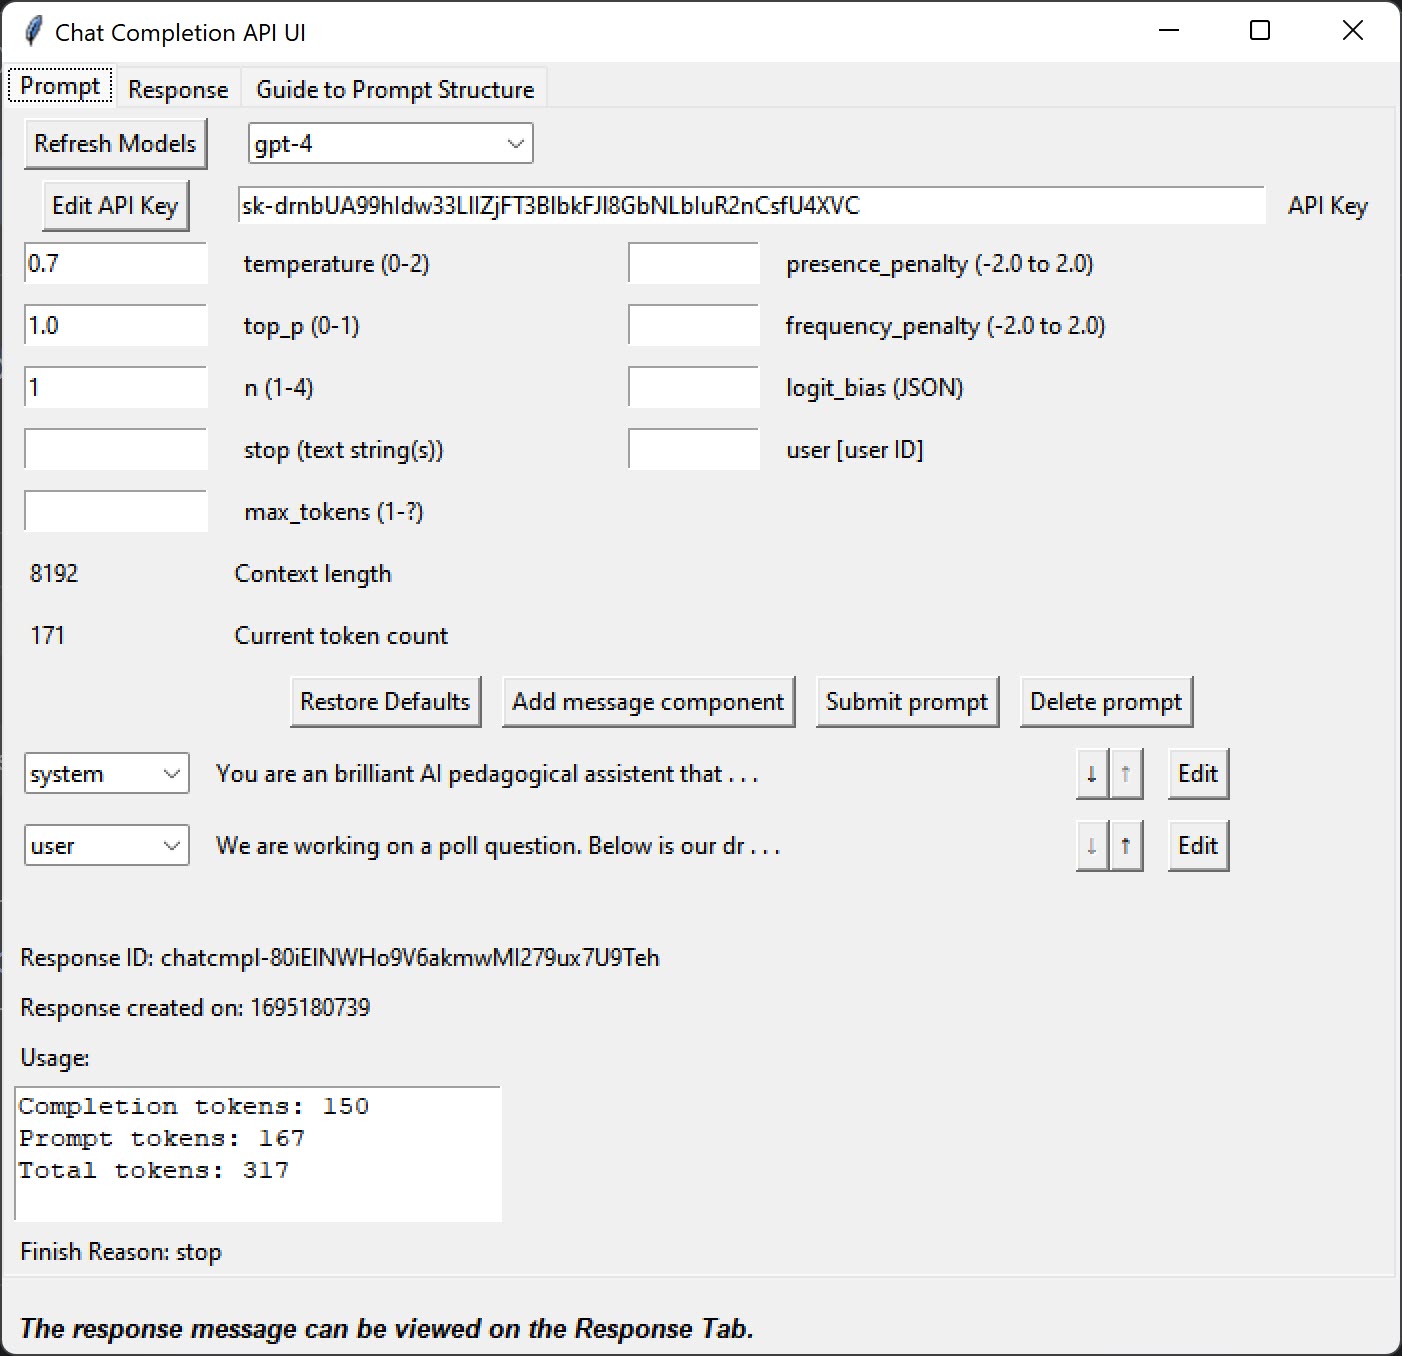 Chat Completion API UI
Prompt Response Guide to Prompt Structure
Refresh Models gpt-4
Edit API Key API Key
0.7 temperature (0-2) presence_penalty (-2.0 to 2.0)
1.0 top_p (0-1) frequency_penalty (-2.0 to 2.0)
1 n (1-4) logit_bias (JSON)
stop (text string(s)) user [user ID]
max_tokens (1-?)
8192 Context length
171 Current token count
Restore Defaults Add message component Submit prompt Delete prompt
system You are an brilliant AI pedagogical assistent that . . . ↓ ↑ Edit
user We are working on a poll question. Below is our dr . . . ↓ ↑ Edit
Response ID:
Response created on: 1695180739
Usage:
Completion tokens: 150
Prompt tokens: 167
Total tokens: 317
Finish Reason: stop
The response message can be viewed on the Response Tab.